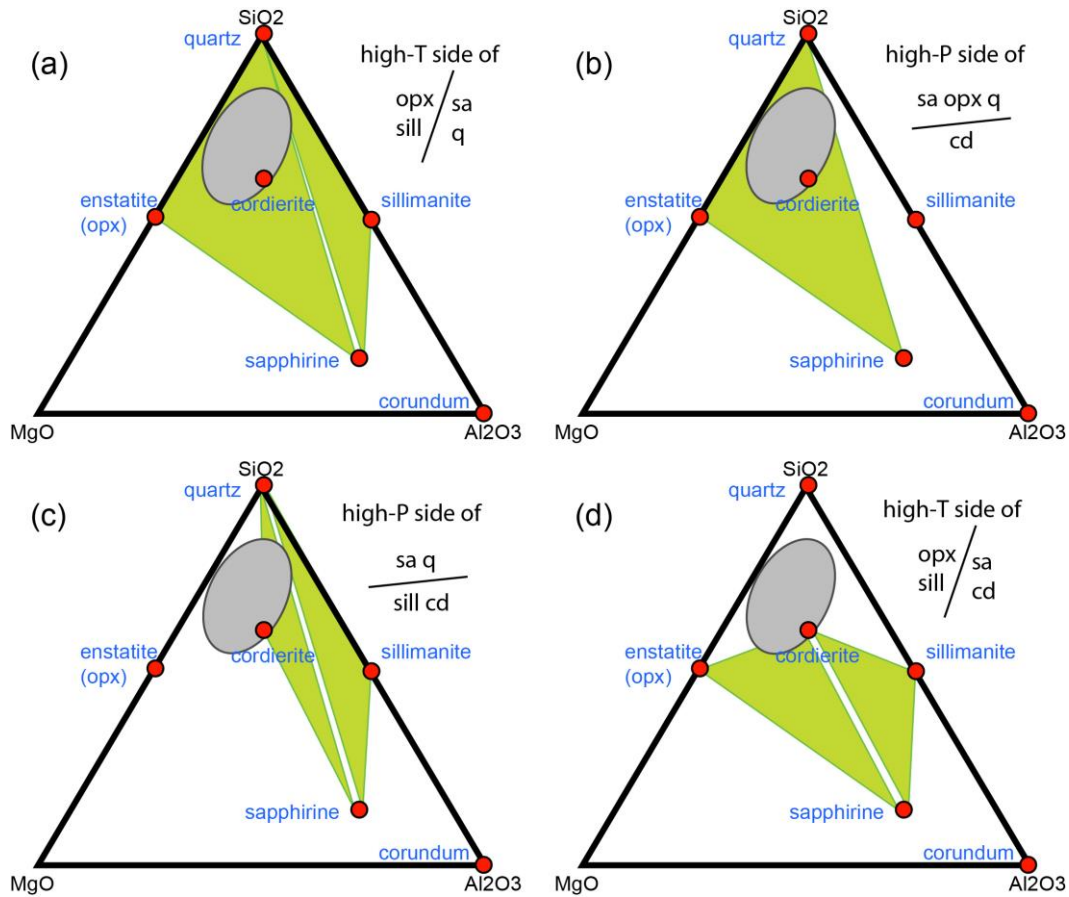 (a)
SiO2
quartz
high-T side of
opx
sill
sa
q
enstatite
(opx)
cordierite
sillimanite
sapphirine
corundum
MgO
Al2O3
(b)
SiO2
quartz
high-P side of
sa opx q
cd
enstatite
(opx)
cordierite
sillimanite
sapphirine
corundum
MgO
Al2O3
(c)
SiO2
quartz
high-P side of
sa q
sill cd
enstatite
(opx)
cordierite
sillimanite
sapphirine
corundum
MgO
Al2O3
(d)
SiO2
quartz
high-T side of
opx
sill
sa
cd
enstatite
(opx)
cordierite
sillimanite
sapphirine
corundum
MgO
Al2O3